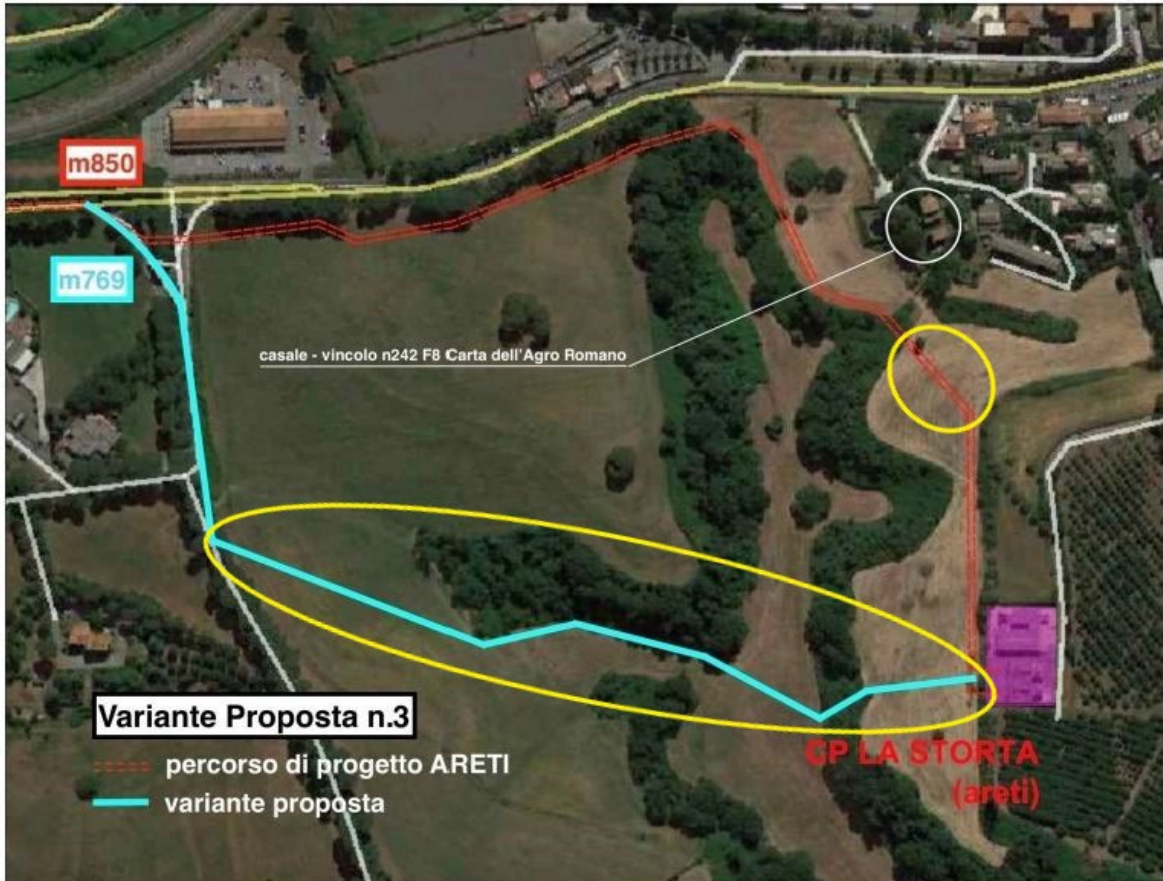 m850
m769
casale - vincolo n242 F8 Carta dell'Agro Romano
Variante Proposta n.3
percorso di progetto ARETI
variante proposta
CP LA STORTA
(areti)